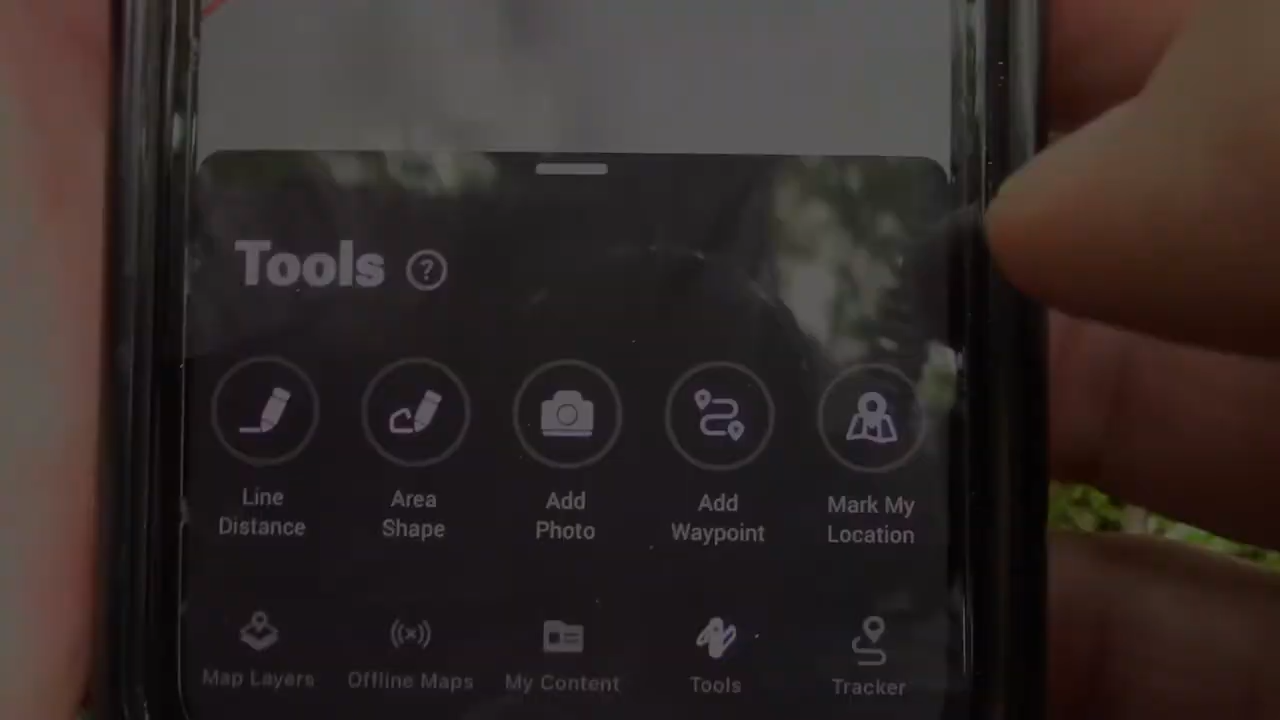 Tools ?
Line
Distance
Area
Shape
Add
Photo
Add
Waypoint
Mark My
Location
Map Layers
Offline Maps
My Content
Tools
Tracker